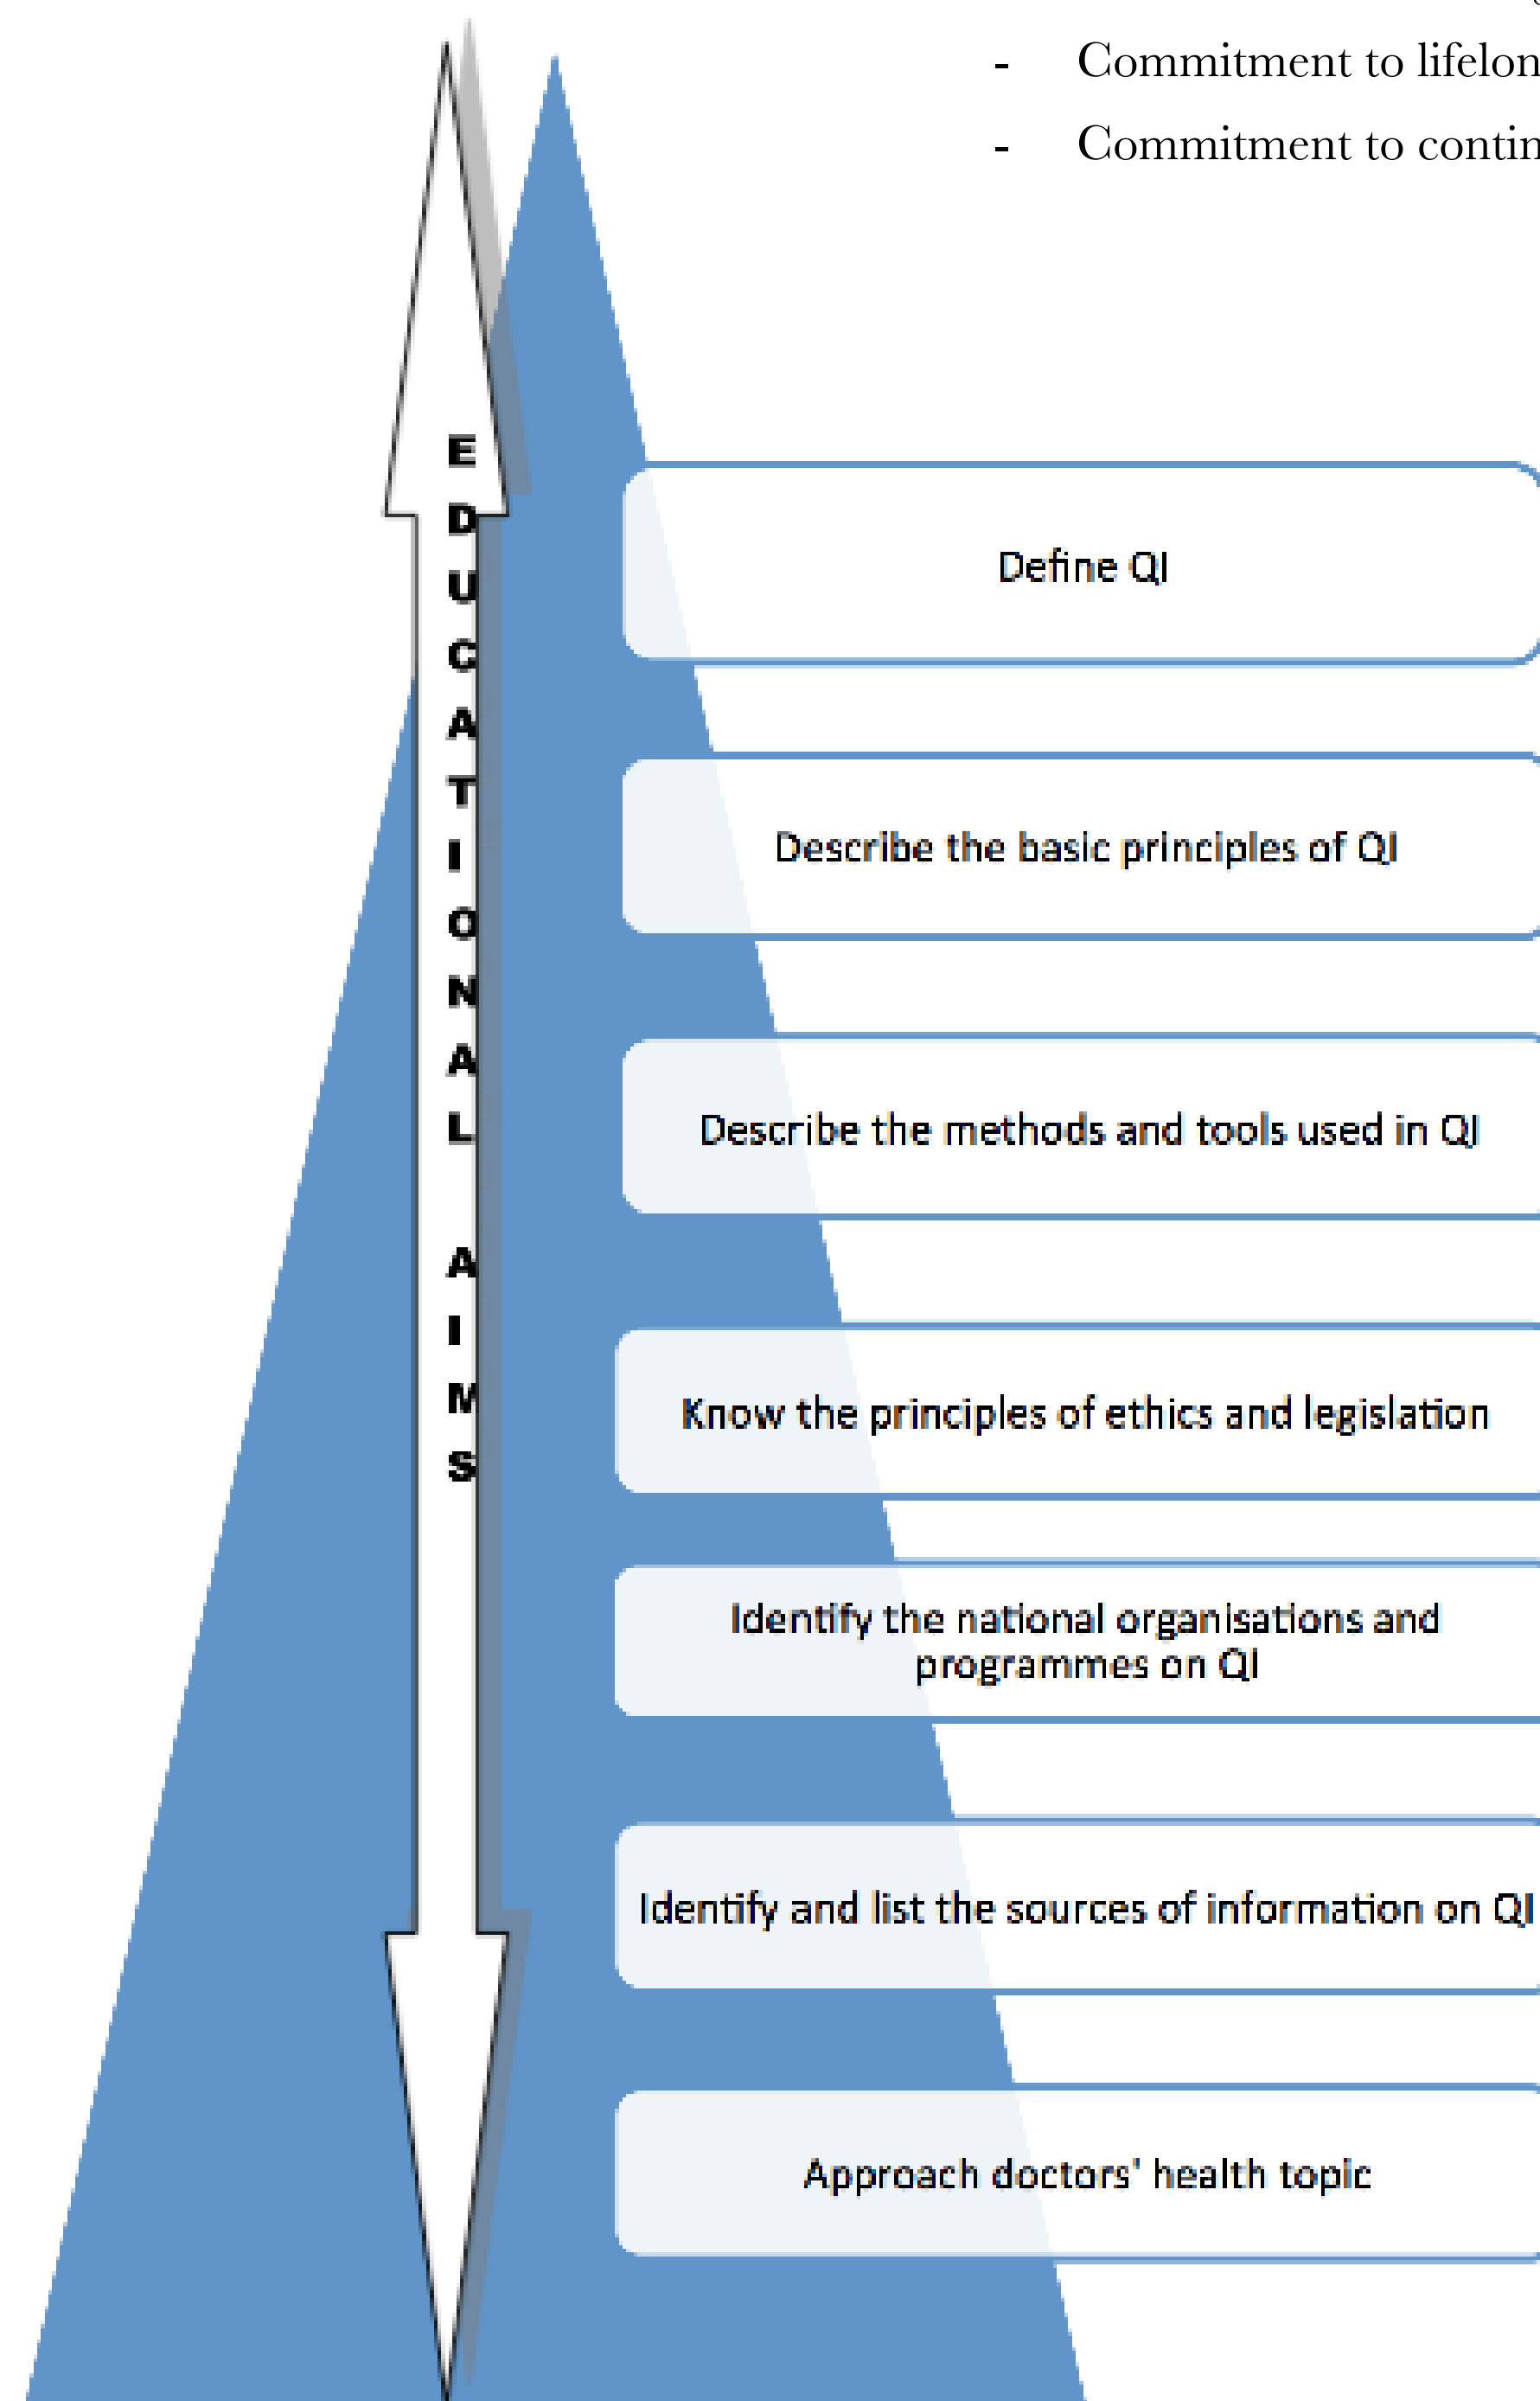 - Commitment to
- Commitment to
EDUCATIONAL AIMS
Define QI
Describe the basic principles of QI
Describe the methods and tools used in QI
Know the principles of ethics and legislation
Identify the national organisations and
programmes on QI
Identify and list the sources of information on QI
Approach doctors' health topic